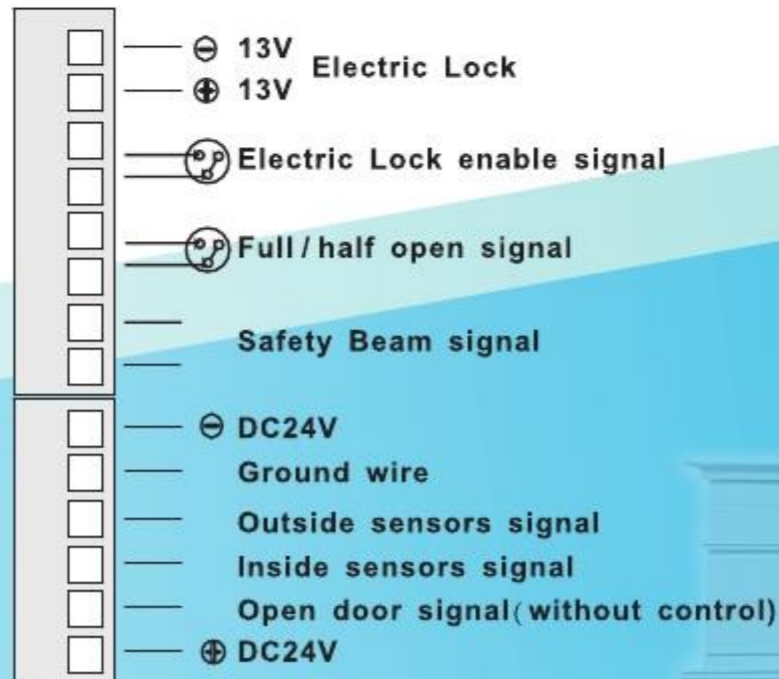 ⊖ 13V
Electric Lock
⊕ 13V
Electric Lock enable signal
Full / half open signal
Safety Beam signal
⊖ DC24V
Ground wire
Outside sensors signal
Inside sensors signal
Open door signal(without control)
⊕ DC24V